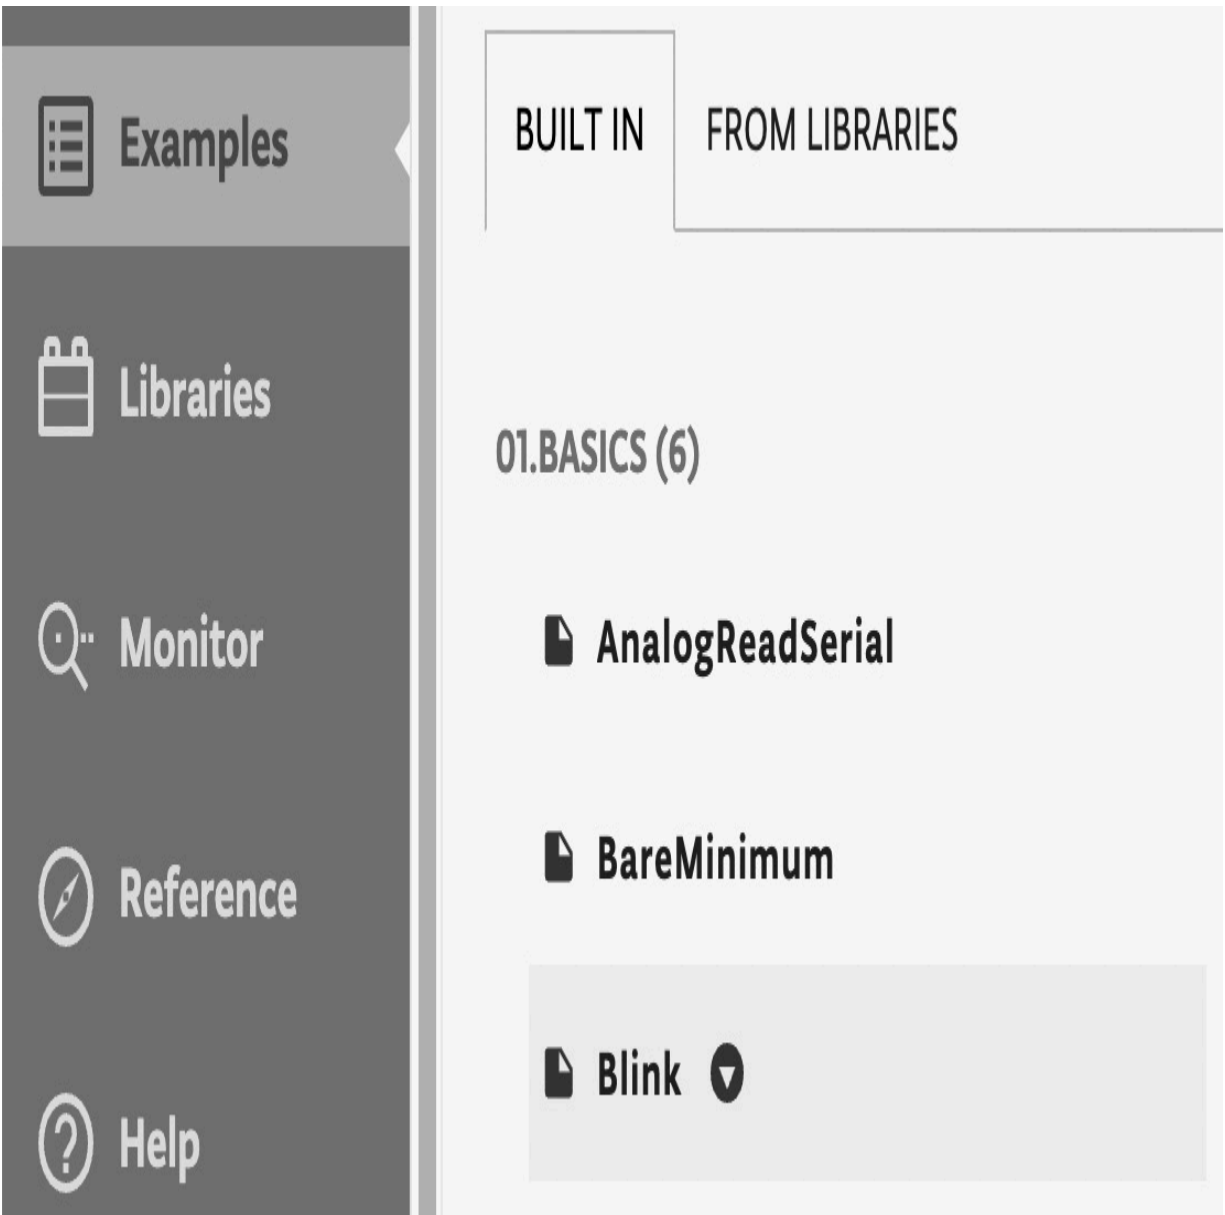 Examples
Libraries
Monitor
Reference
Help
BUILT IN
FROM LIBRARIES
01.BASICS (6)
AnalogReadSerial
BareMinimum
Blink